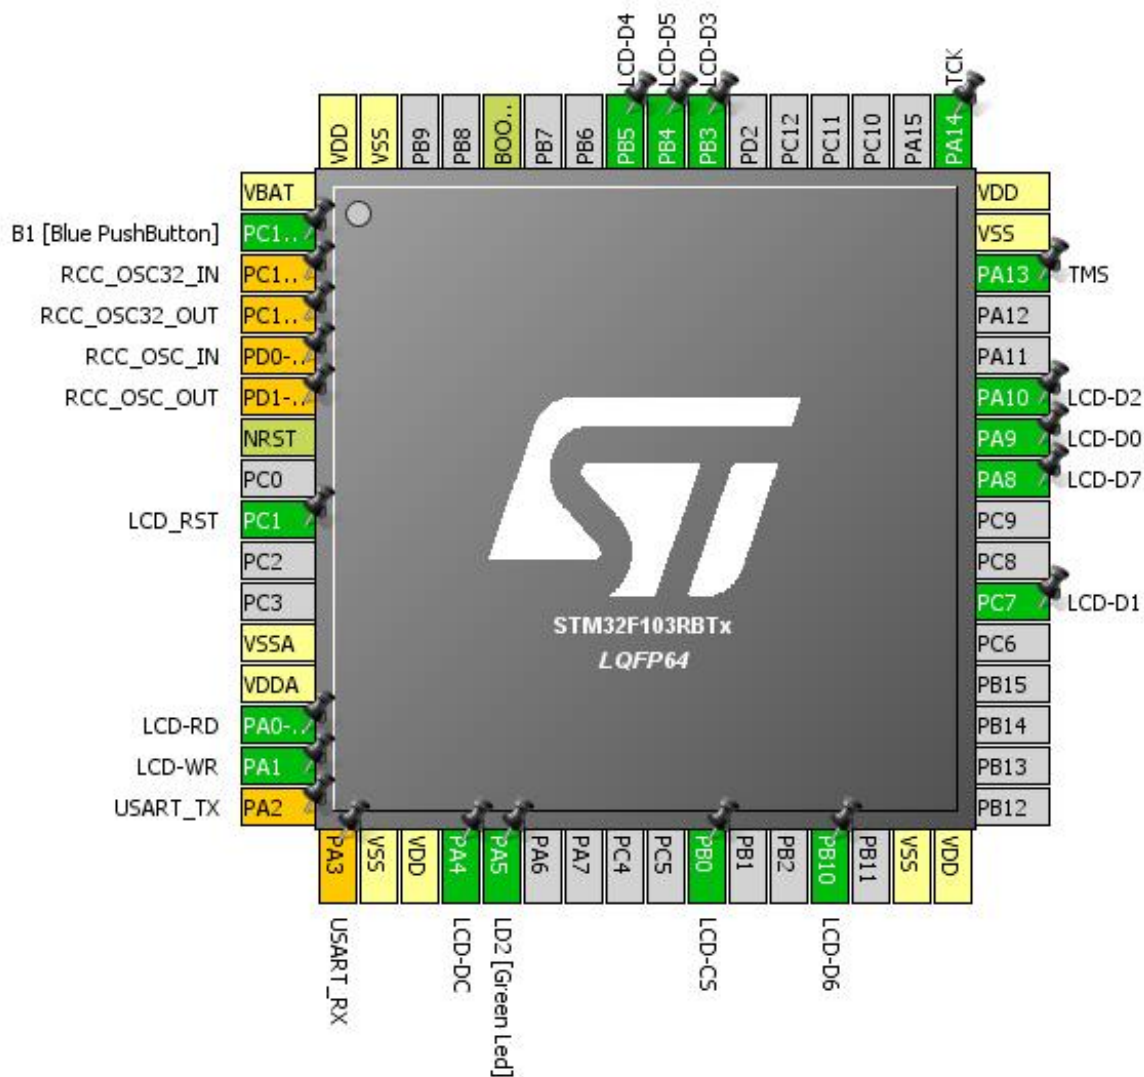 LCD-D4
LCD-D5
LCD-D3
TCK
VDD
VSS
PB9
PB8
BOO..
PB7
PB6
PB5
PB4
PB3
PD2
PC12
PC11
PC10
PA15
PA14
VBAT
B1 [Blue PushButton] PC1..
RCC_OSC32_IN PC1..
RCC_OSC32_OUT PC1..
RCC_OSC_IN PD0-..
RCC_OSC_OUT PD1-..
NRST
PC0
LCD_RST PC1
PC2
PC3
VSSA
VDDA
LCD-RD PA0-..
LCD-WR PA1
USART_TX PA2
ST
STM32F103RBTx
LQFP64
VDD
VSS
PA13 TMS
PA12
PA11
PA10 LCD-D2
PA9 LCD-D0
PA8 LCD-D7
PC9
PC8
PC7 LCD-D1
PC6
PB15
PB14
PB13
PB12
PA3
VSS
VDD
PA4
PA5
PA6
PA7
PC4
PC5
PB0
PB1
PB2
PB10
PB11
VSS
VDD
USART_RX
LCD-DC
LD2 [Green Led]
LCD-CS
LCD-D6